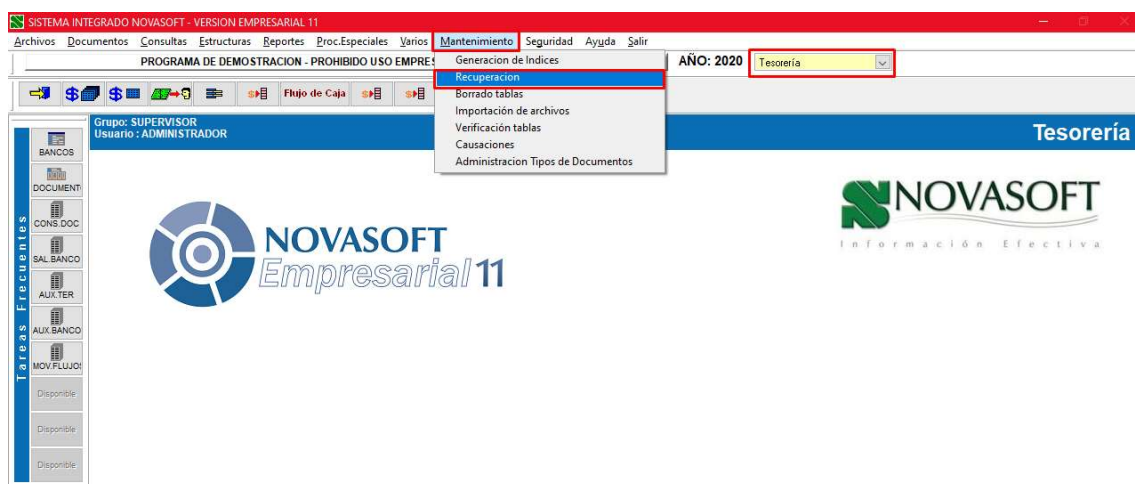 SISTEMA INTEGRADO NOVASOFT - VERSION EMPRESARIAL 11
Archivos Documentos Consultas Estructuras Reportes Proc.Especiales Varios Mantenimiento Seguridad Ayuda Salir
PROGRAMA DE DEMOSTRACION - PROHIBIDO USO EMPRES
AÑO: 2020
Tesorería
Generacion de Indices
Recuperacion
Borrado tablas
Importación de archivos
Verificación tablas
Causaciones
Administracion Tipos de Documentos
Flujo de Caja
Grupo: SUPERVISOR
Usuario : ADMINISTRADOR
Tesorería
Tareas Frecuentes
BANCOS
DOCUMENT
CONS.DOC
SAL.BANCO
AUX.TER
AUX.BANCO
MOV.FLUJO
Disponible
Disponible
Disponible
NOVASOFT
Empresarial 11
NOVASOFT
Información Efectiva